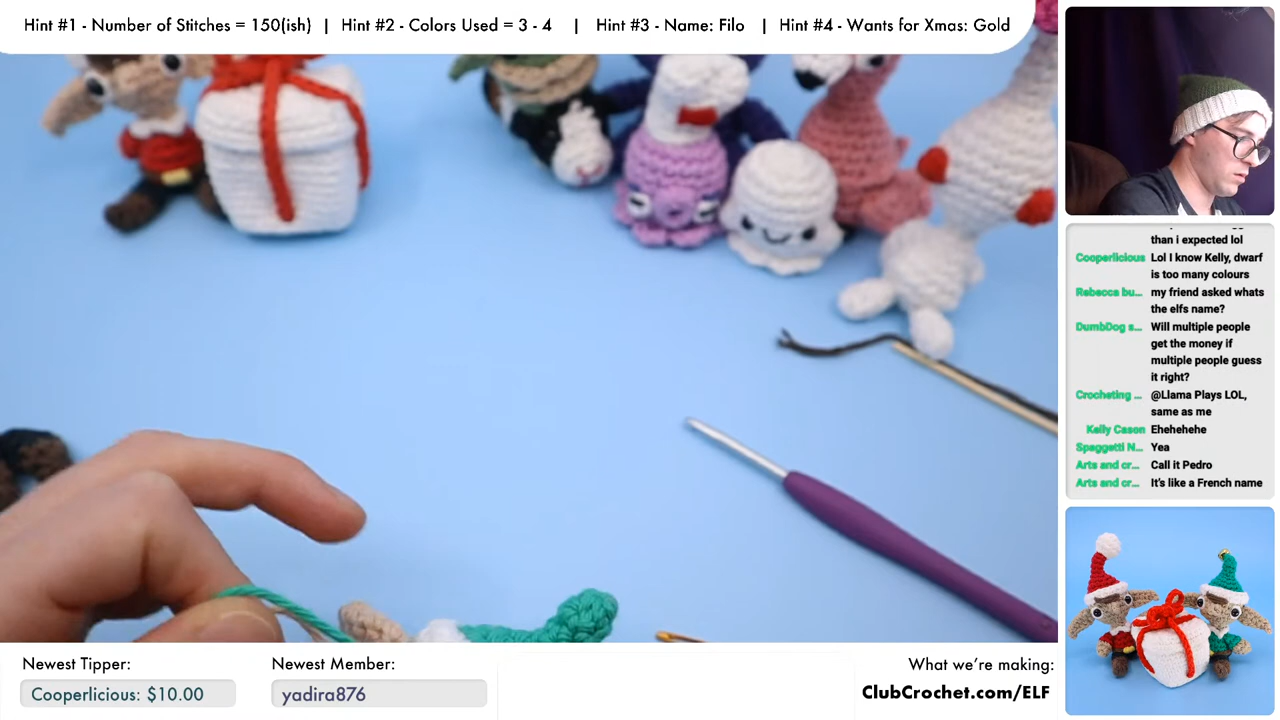 Hint #1 - Number of Stitches = 150(ish) | Hint #2 - Colors Used = 3 - 4 | Hint #3 - Name: Filo | Hint #4 - Wants for Xmas: Gold
than i expected lol
Cooperlicious Lol I know Kelly, dwarf
is too many colours
Rebecca bu... my friend asked whats
the elfs name?
DumbDog s... Will multiple people
get the money if
multiple people guess
it right?
Crocheting ... @Llama Plays LOL,
same as me
Kelly Cason Ehehehehe
Spaggetti N... Yea
Arts and cr... Call it Pedro
Arts and cr... It's like a French name
Newest Tipper:
Cooperlicious: $10.00
Newest Member:
yadira876
What we're making:
ClubCrochet.com/ELF